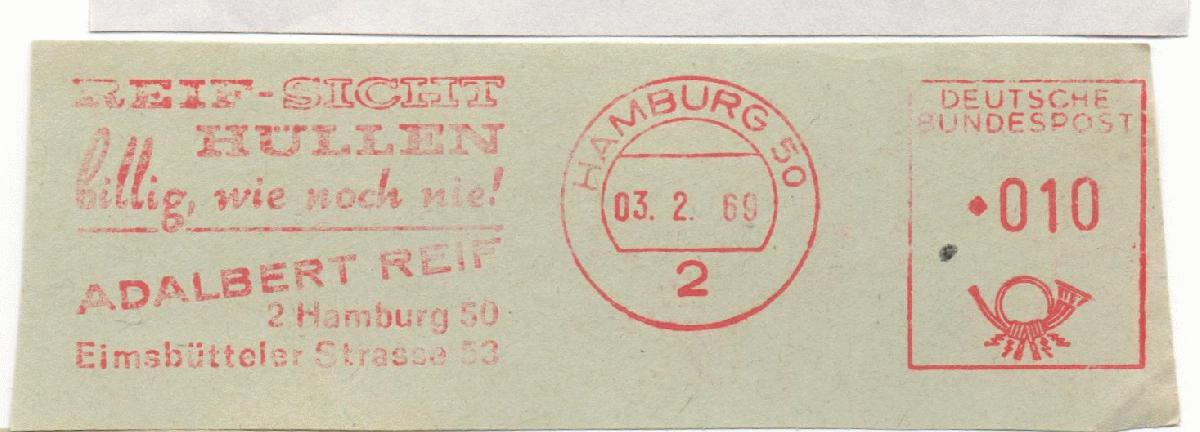 REIF-SICHT
HÜLLEN
billig, wie noch nie!
ADALBERT REIF
2 Hamburg 50
Eimsbütteler Strasse 53
HAMBURG 50
03. 2. 69
2
DEUTSCHE
BUNDESPOST
010